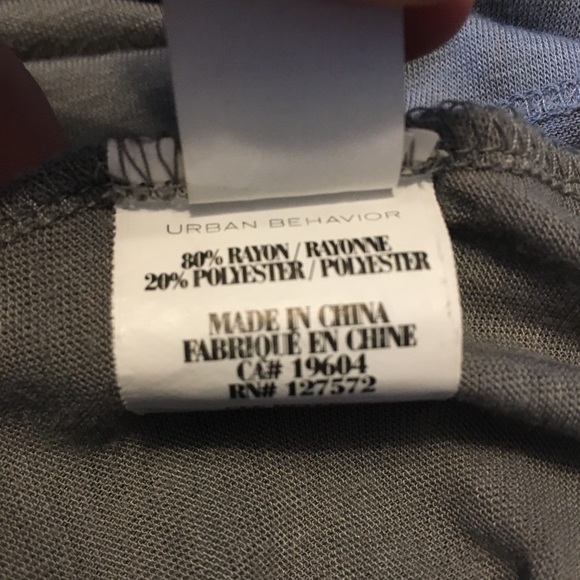 URBAN BEHAVIOR
80% RAYON / RAYONNE
20% POLYESTER / POLYESTER
MADE IN CHINA
FABRIQUÉ EN CHINE
CA# 19604
RN# 127572